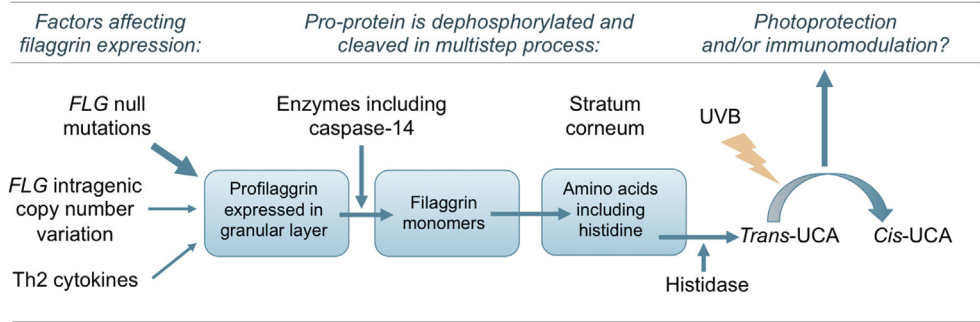 Factors affecting
filaggrin expression:
Pro-protein is dephosphorylated and
cleaved in multistep process:
Photoprotection
and/or immunomodulation?
FLG null
mutations
FLG intragenic
copy number
variation
Th2 cytokines
Profilaggrin
expressed in
granular layer
Enzymes including
caspase-14
Filaggrin
monomers
Stratum
corneum
Amino acids
including
histidine
Histidase
UVB
Trans-UCA
Cis-UCA